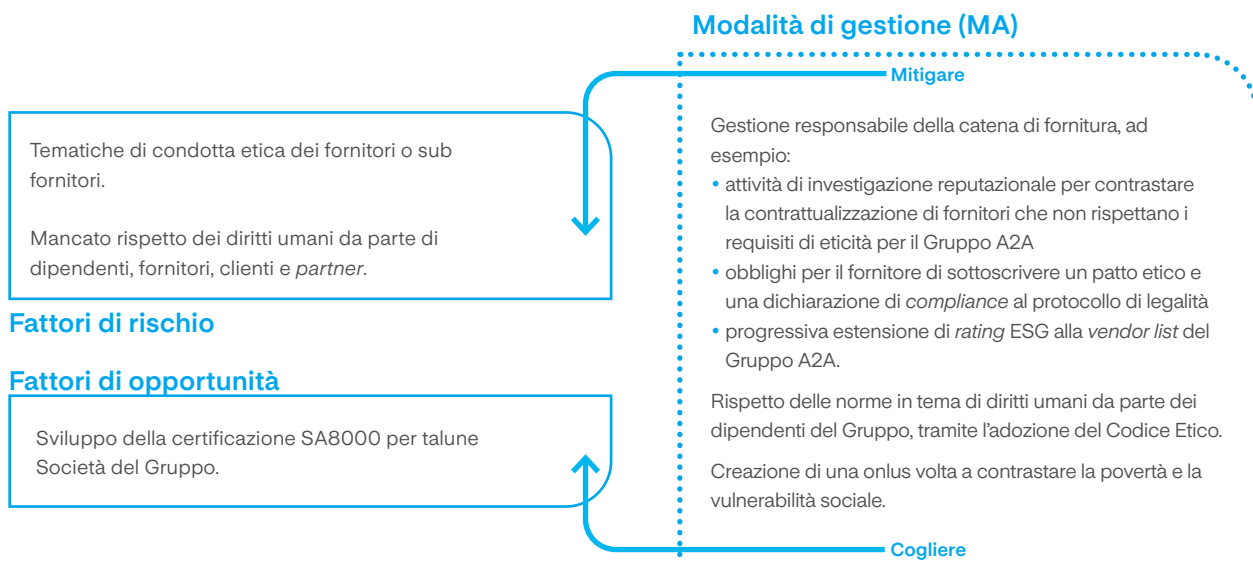 Modalità di gestione (MA)
Mitigare
Tematiche di condotta etica dei fornitori o sub
fornitori.
Mancato rispetto dei diritti umani da parte di
dipendenti, fornitori, clienti e partner.
Fattori di rischio
Fattori di opportunità
Sviluppo della certificazione SA8000 per talune
Società del Gruppo.
Gestione responsabile della catena di fornitura, ad
esempio:
• attività di investigazione reputazionale per contrastare
la contrattualizzazione di fornitori che non rispettano i
requisiti di eticità per il Gruppo A2A
• obblighi per il fornitore di sottoscrivere un patto etico e
una dichiarazione di compliance al protocollo di legalità
• progressiva estensione di rating ESG alla vendor list del
Gruppo A2A.
Rispetto delle norme in tema di diritti umani da parte dei
dipendenti del Gruppo, tramite l'adozione del Codice Etico.
Creazione di una onlus volta a contrastare la povertà e la
vulnerabilità sociale.
Cogliere